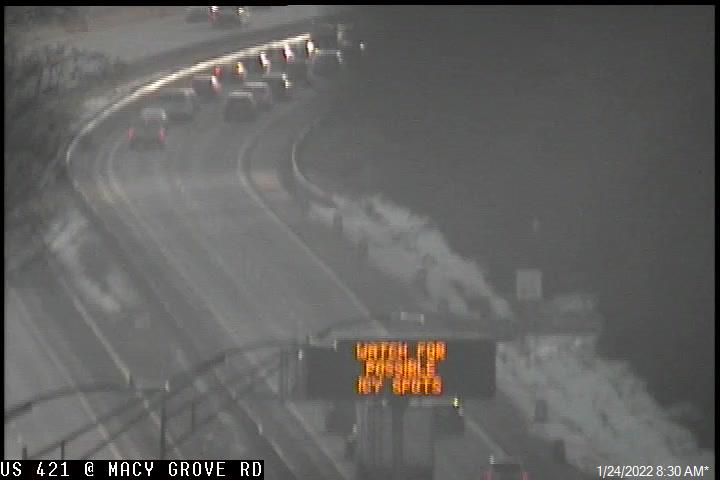 WATCH FOR
POSSIBLE
ICY SPOTS
US 421 @ MACY GROVE RD
1/24/2022 8:30 AM*